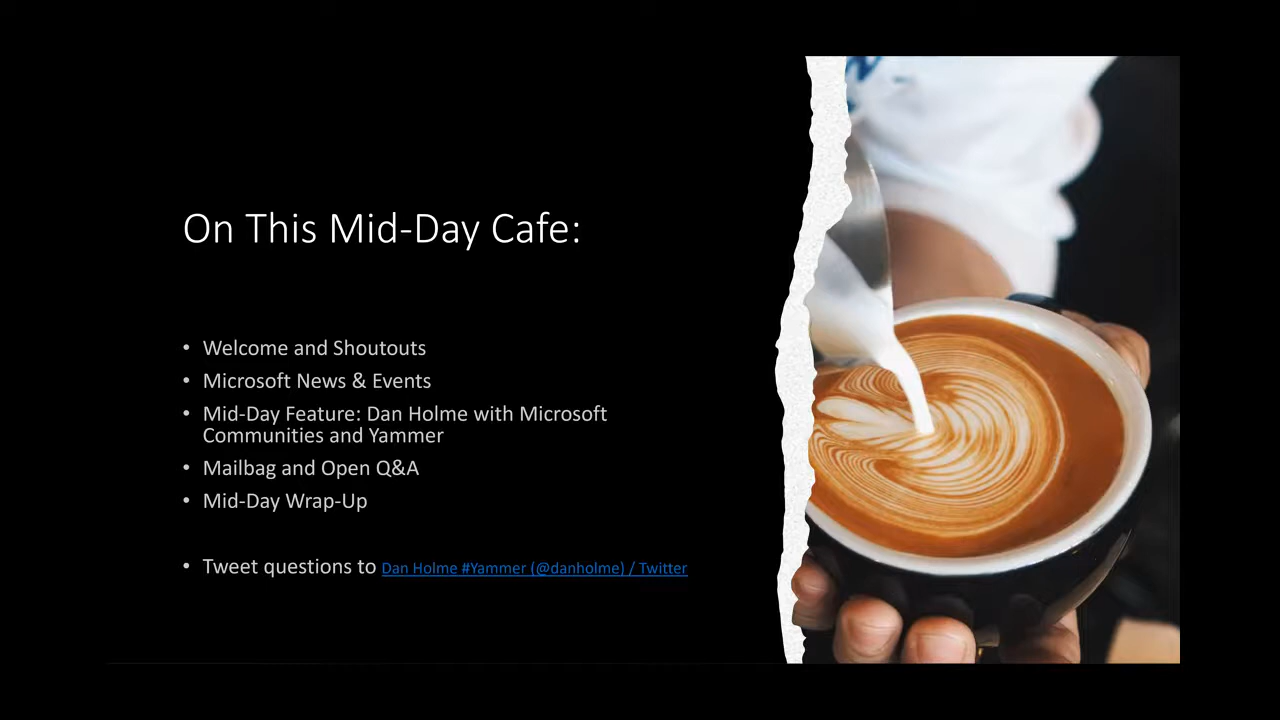 On This Mid-Day Cafe:
• Welcome and Shoutouts
• Microsoft News & Events
• Mid-Day Feature: Dan Holme with Microsoft
Communities and Yammer
• Mailbag and Open Q&A
• Mid-Day Wrap-Up
• Tweet questions to Dan Holme #Yammer (@danholme) / Twitter